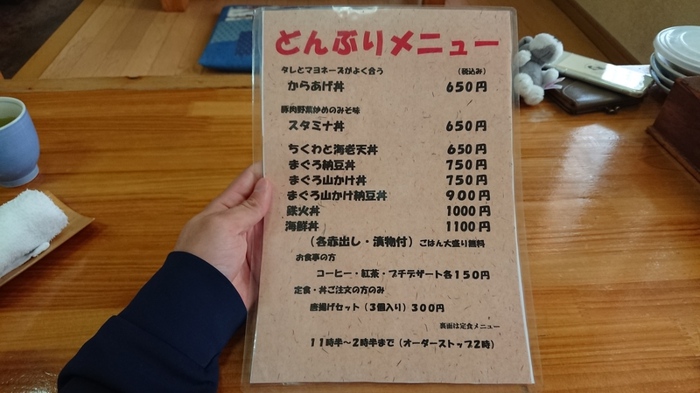 どんぶりメニュー
タレとマヨネーズがよく合う （税込み）
からあげ丼 650円
豚肉野菜炒めのみそ味
スタミナ丼 650円
ちくわと海老天丼 650円
まぐろ納豆丼 750円
まぐろ山かけ丼 750円
まぐろ山かけ納豆丼 900円
鉄火丼 1000円
海鮮丼 1100円
（各赤出し・漬物付）ごはん大盛り無料
お食事の方
コーヒー・紅茶・プチデザート各150円
定食・丼ご注文の方のみ
唐揚げセット（3個入り）300円
裏面は定食メニュー
11時半～2時半まで（オーダーストップ2時）